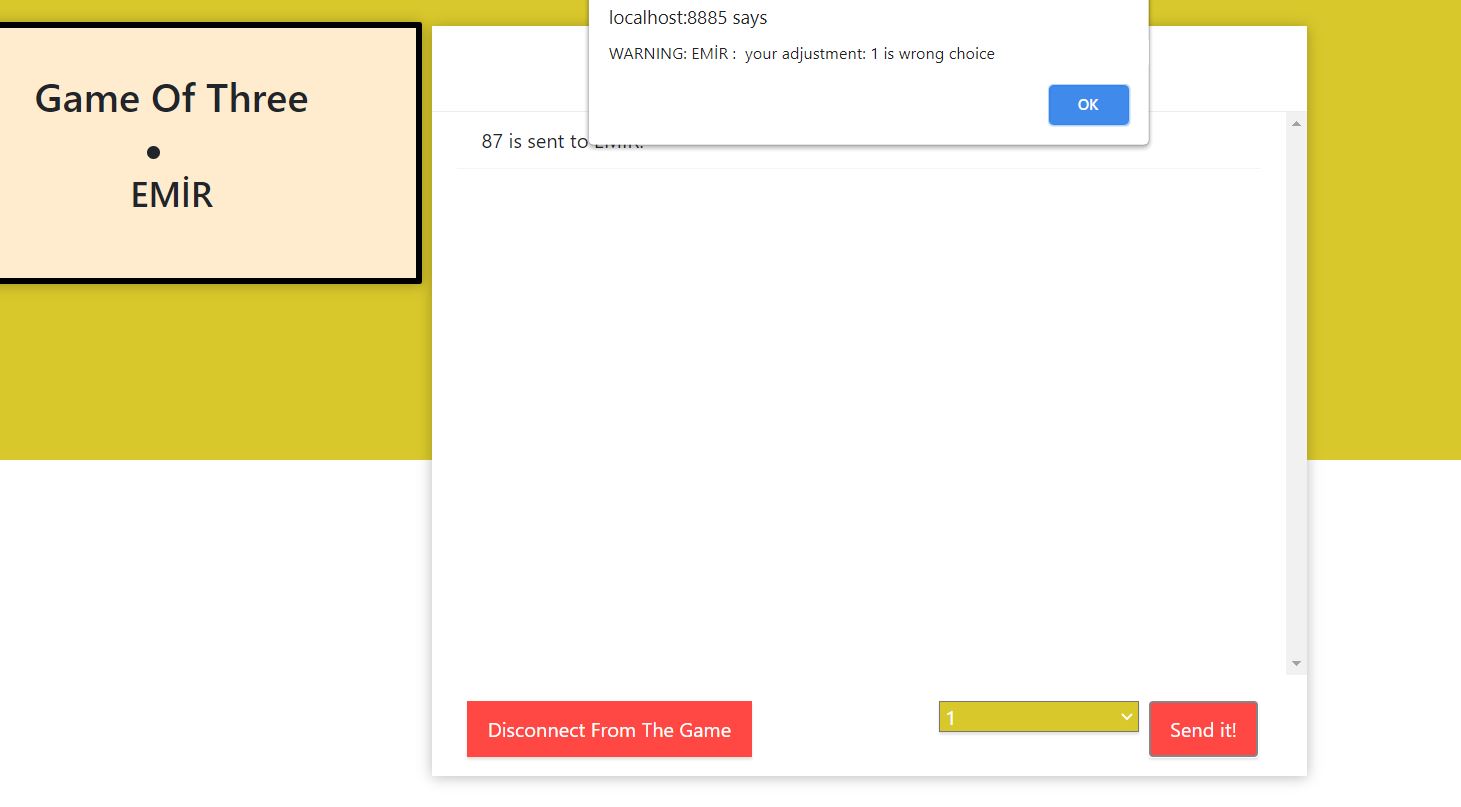 localhost:8885 says
WARNING: EMİR : your adjustment: 1 is wrong choice
OK
Game Of Three
EMİR
87 is sent to EMİR.
Disconnect From The Game
1
Send it!